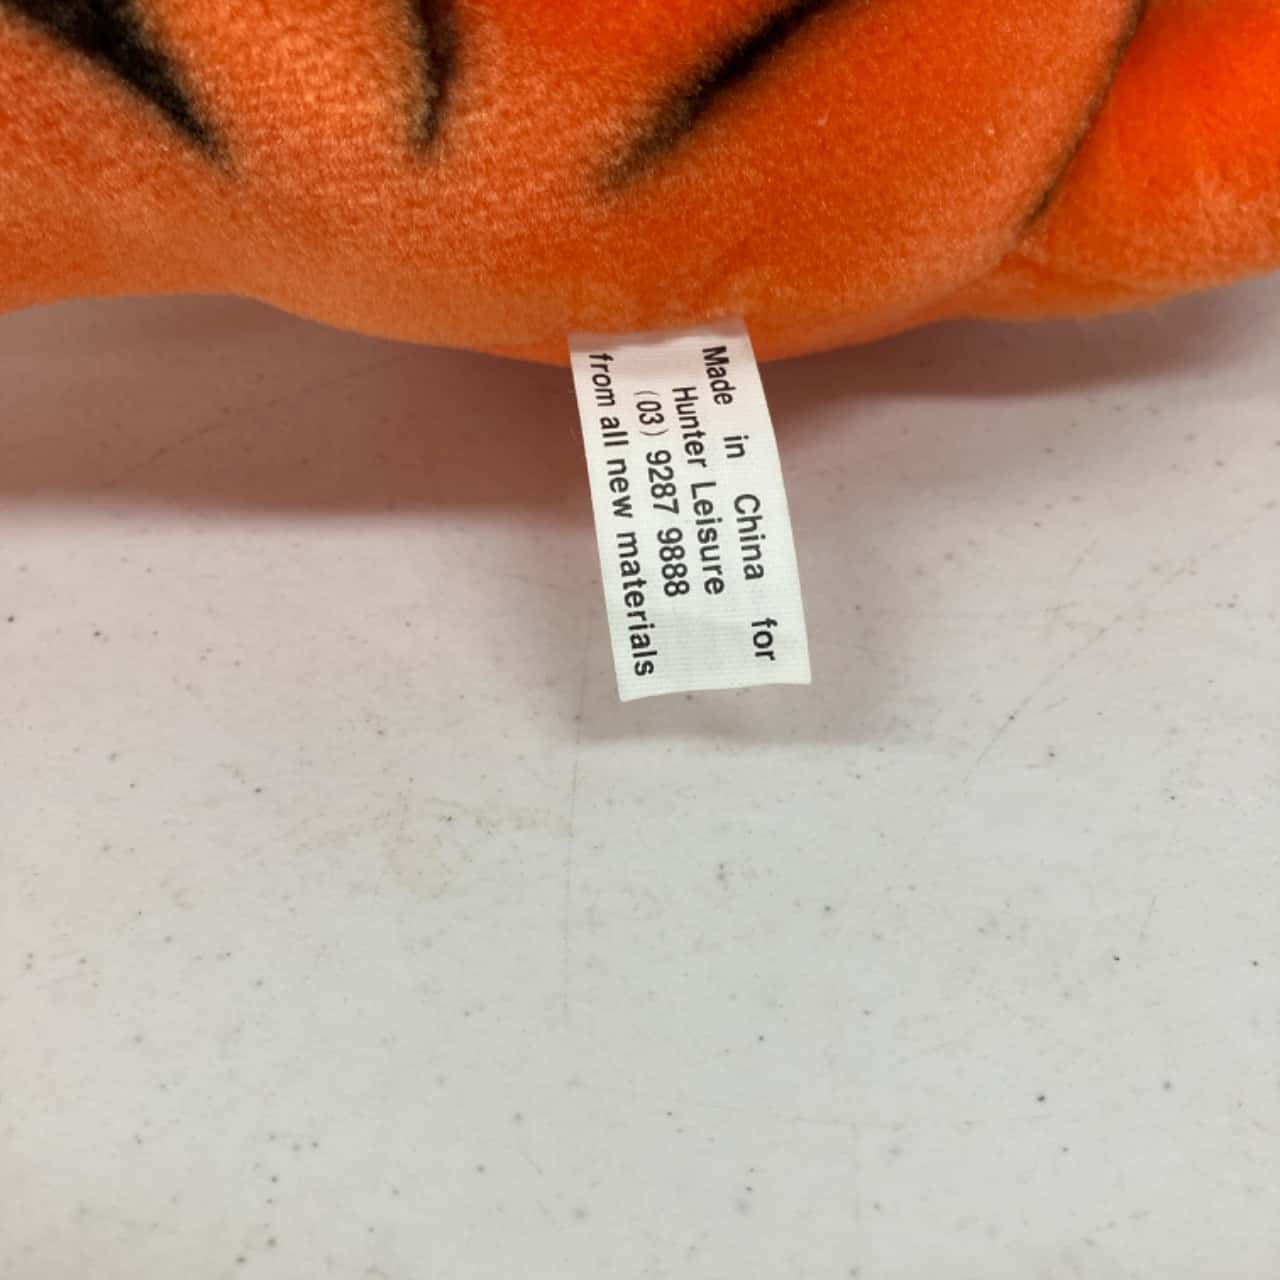 Made in China for
Hunter Leisure
(03) 9287 9888
from all new materials